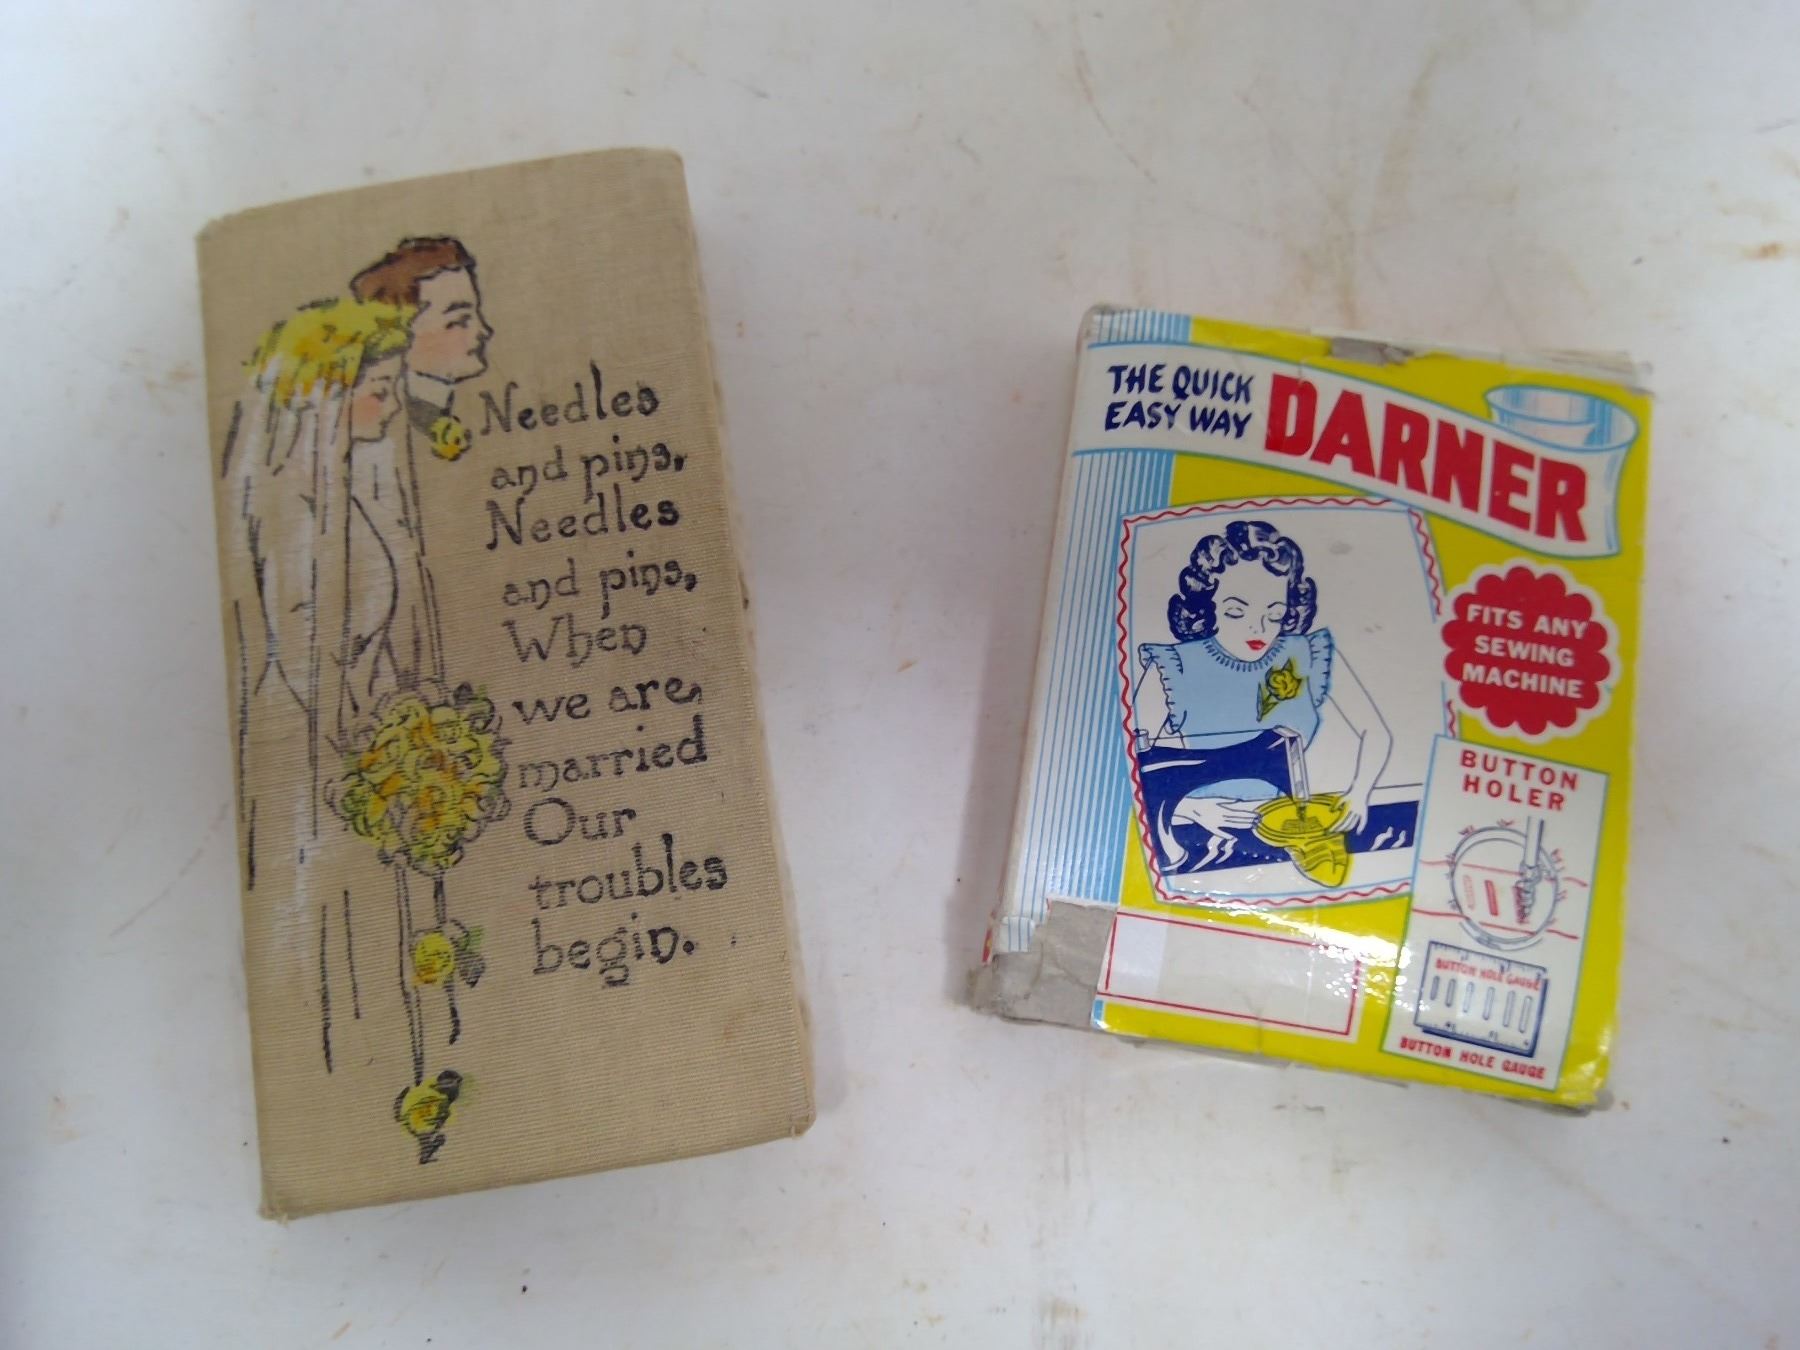 Needles
and pins,
Needles
and pins,
When
we are,
married
Our
troubles
begin.
THE QUICK
EASY WAY
DARNER
FITS ANY
SEWING
MACHINE
BUTTON
HOLER
BUTTON HOLE GAUGE
BUTTON HOLE GAUGE